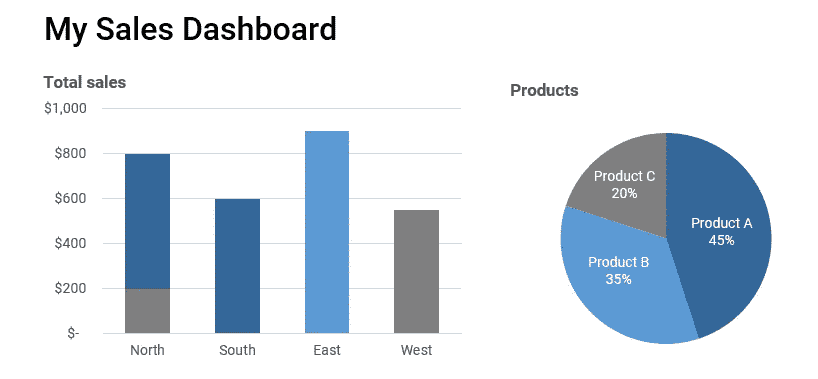 My Sales Dashboard
Total sales
$1,000
$800
$600
$400
$200
$-
North South East West
Products
Product A
45%
Product B
35%
Product C
20%